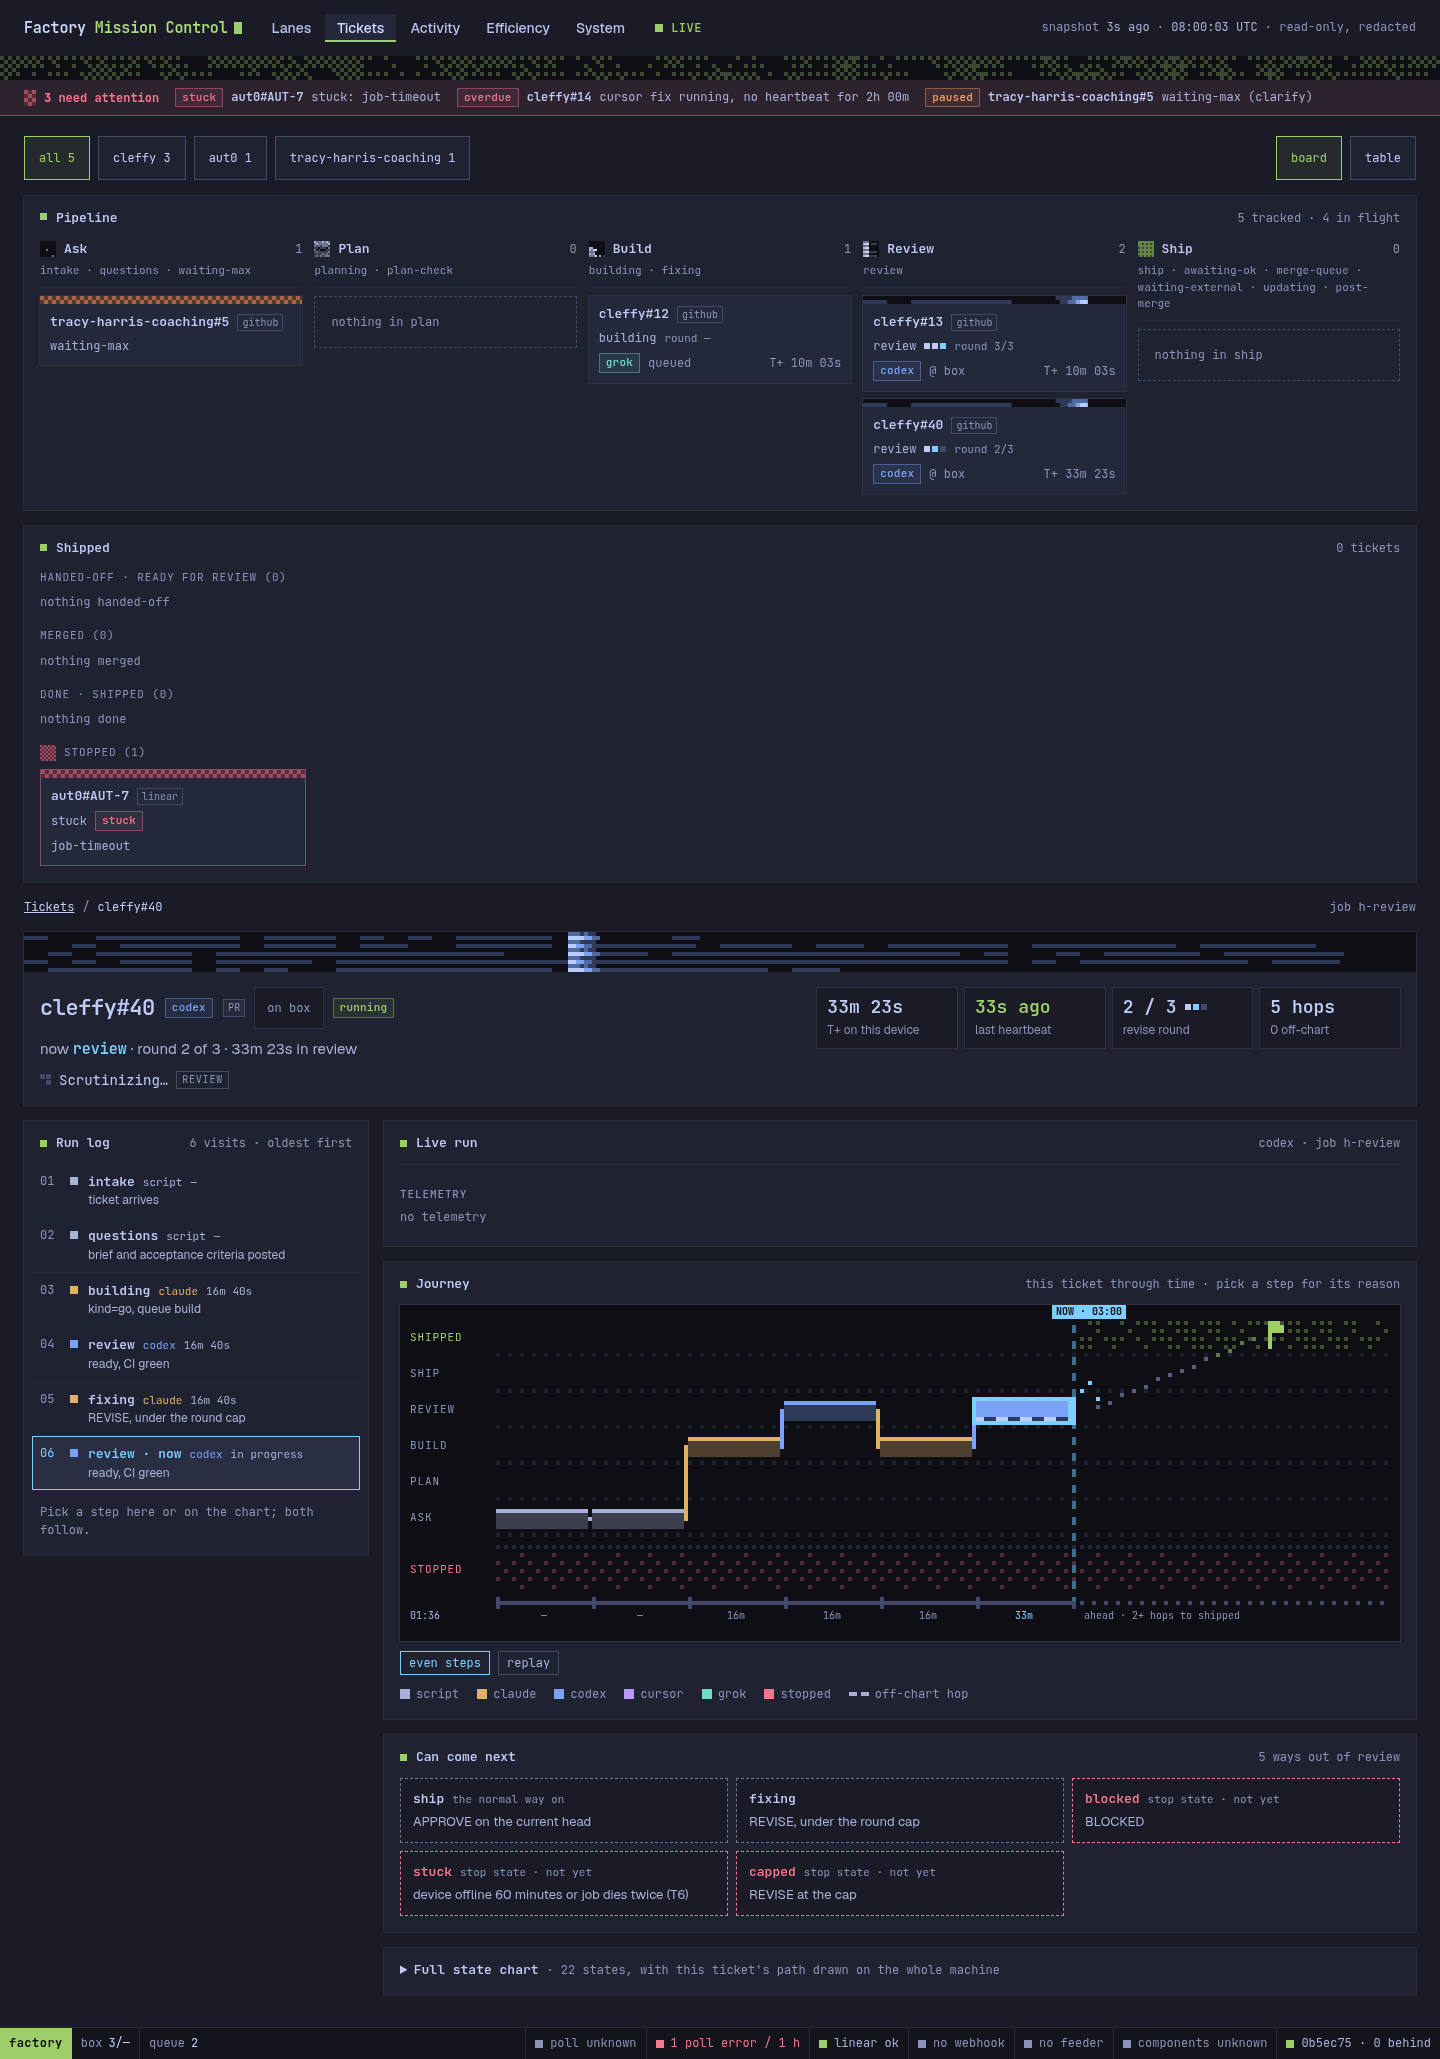 Factory Mission Control Lanes Tickets Activity Efficiency System LIVE snapshot 3s ago · 08:00:03 UTC · read-only, redacted
3 need attention stuck aut0#AUT-7 stuck: job-timeout overdue cleffy#14 cursor fix running, no heartbeat for 2h 00m paused tracy-harris-coaching#5 waiting-max (clarify)
all 5 cleffy 3 aut0 1 tracy-harris-coaching 1 board table
Pipeline 5 tracked · 4 in flight
Ask 1
intake · questions · waiting-max
tracy-harris-coaching#5 github
waiting-max
Plan 0
planning · plan-check
nothing in plan
Build 1
building · fixing
cleffy#12 github
building round —
grok queued T+ 10m 03s
Review 2
review
cleffy#13 github
review round 3/3
codex @ box T+ 10m 03s
cleffy#40 github
review round 2/3
codex @ box T+ 33m 23s
Ship 0
ship · awaiting-ok · merge-queue ·
waiting-external · updating · post-
merge
nothing in ship
Shipped 0 tickets
HANDED-OFF · READY FOR REVIEW (0)
nothing handed-off
MERGED (0)
nothing merged
DONE · SHIPPED (0)
nothing done
STOPPED (1)
aut0#AUT-7 linear
stuck stuck
job-timeout
Tickets / cleffy#40 job h-review
cleffy#40 codex PR on box running
now review · round 2 of 3 · 33m 23s in review
Scrutinizing… REVIEW
33m 23s
T+ on this device
33s ago
last heartbeat
2 / 3
revise round
5 hops
0 off-chart
Run log 6 visits · oldest first
01 intake script —
ticket arrives
02 questions script —
brief and acceptance criteria posted
03 building claude 16m 40s
kind=go, queue build
04 review codex 16m 40s
ready, CI green
05 fixing claude 16m 40s
REVISE, under the round cap
06 review · now codex in progress
ready, CI green
Pick a step here or on the chart; both
follow.
Live run codex · job h-review
TELEMETRY
no telemetry
Journey this ticket through time · pick a step for its reason
NOW · 03:00
SHIPPED
SHIP
REVIEW
BUILD
PLAN
ASK
STOPPED
01:36 — — 16m 16m 16m 33m ahead · 2+ hops to shipped
even steps replay
script claude codex cursor grok stopped off-chart hop
Can come next 5 ways out of review
ship the normal way on
APPROVE on the current head
fixing
REVISE, under the round cap
blocked stop state · not yet
BLOCKED
stuck stop state · not yet
device offline 60 minutes or job dies twice (T6)
capped stop state · not yet
REVISE at the cap
Full state chart · 22 states, with this ticket's path drawn on the whole machine
factory box 3/— queue 2 poll unknown 1 poll error / 1 h linear ok no webhook no feeder components unknown 0b5ec75 · 0 behind